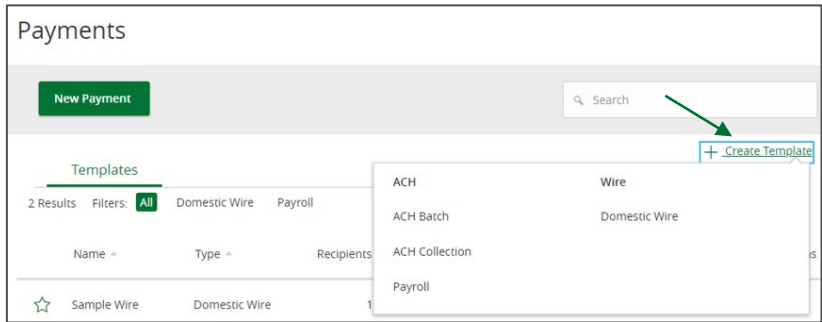 Payments
New Payment
Search
+ Create Template
Templates
ACH Wire
2 Results Filters: All Domestic Wire Payroll
ACH Batch Domestic Wire
Name Type Recipients
ACH Collection
Payroll
Sample Wire Domestic Wire 1